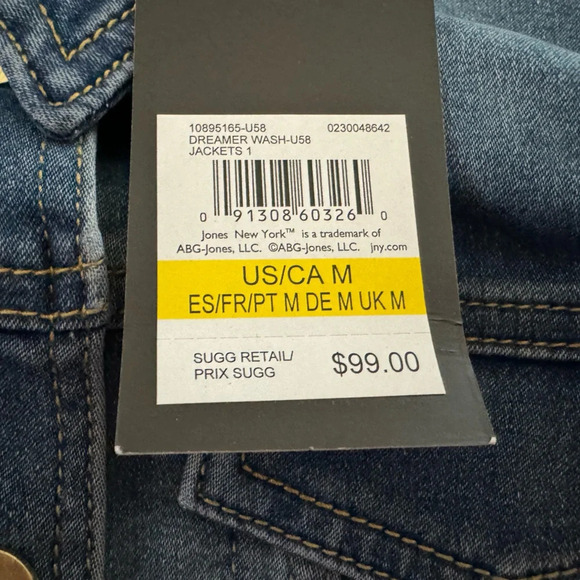 10895165-U58 0230048642
DREAMER WASH-U58
JACKETS 1
0 91308 60326 0
Jones New York™ is a trademark of
ABG-Jones, LLC. ©ABG-Jones, LLC. jny.com
US/CA M
ES/FR/PT M DE M UK M
SUGG RETAIL/ $99.00
PRIX SUGG